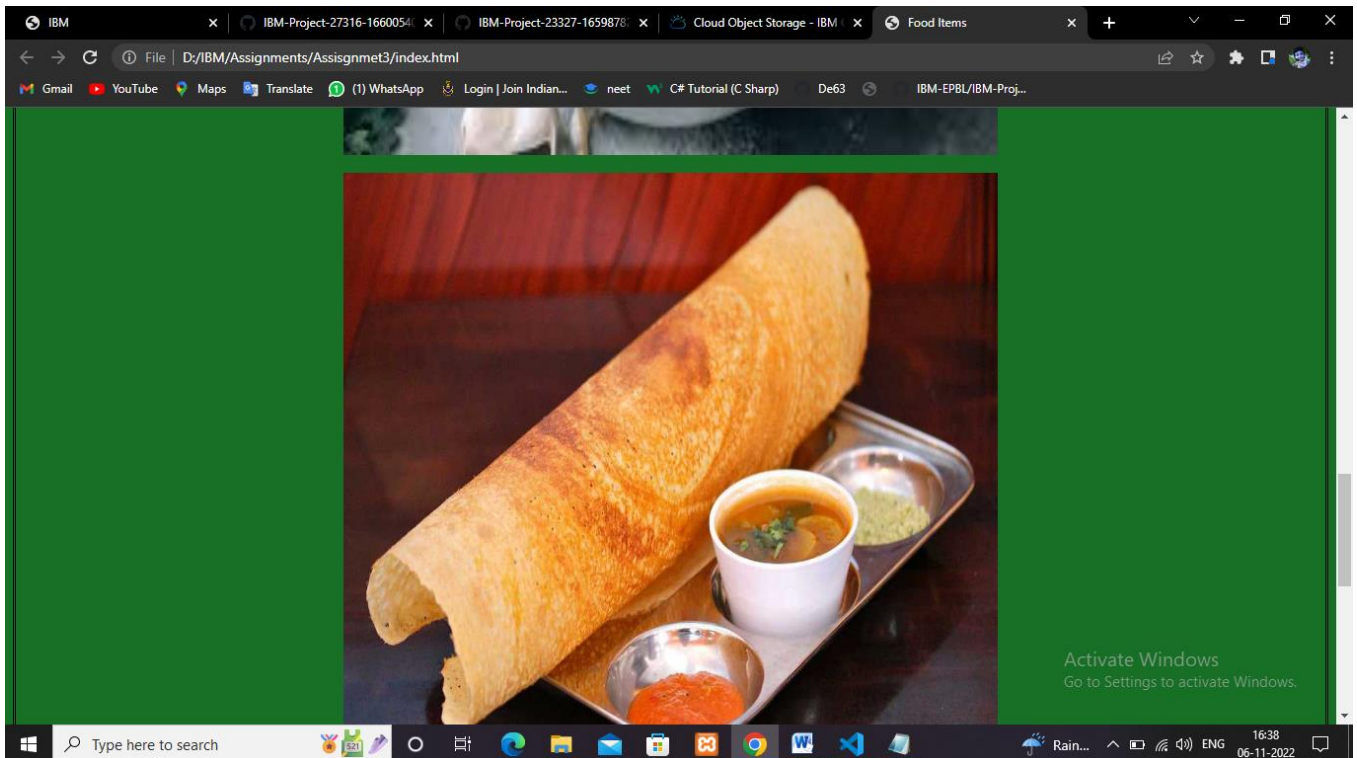 IBM
IBM-Project-27316-1660054
IBM-Project-23327-1659878
Cloud Object Storage - IBM
Food Items
File | D:/IBM/Assignments/Assisgnmet3/index.html
Gmail
YouTube
Maps
Translate
(1) WhatsApp
Login | Join Indian...
neet
C# Tutorial (C Sharp)
De63
IBM-EPBL/IBM-Proj...
Activate Windows
Go to Settings to activate Windows.
Type here to search
Rain...
ENG
16:38
06-11-2022